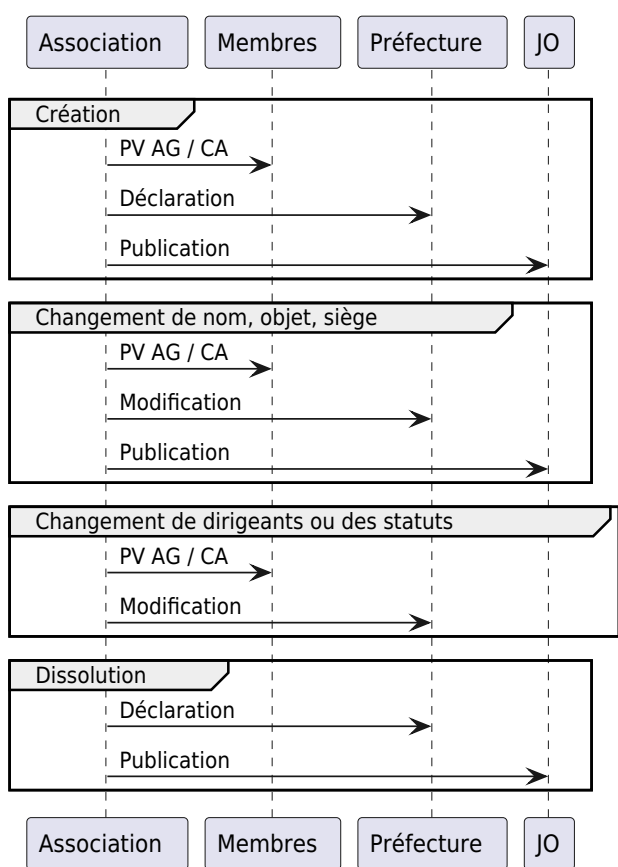 Association Membres Préfecture JO
Création
PV AG / CA
Déclaration
Publication
Changement de nom, objet, siège
PV AG / CA
Modification
Publication
Changement de dirigeants ou des statuts
PV AG / CA
Modification
Dissolution
Déclaration
Publication
Association Membres Préfecture JO